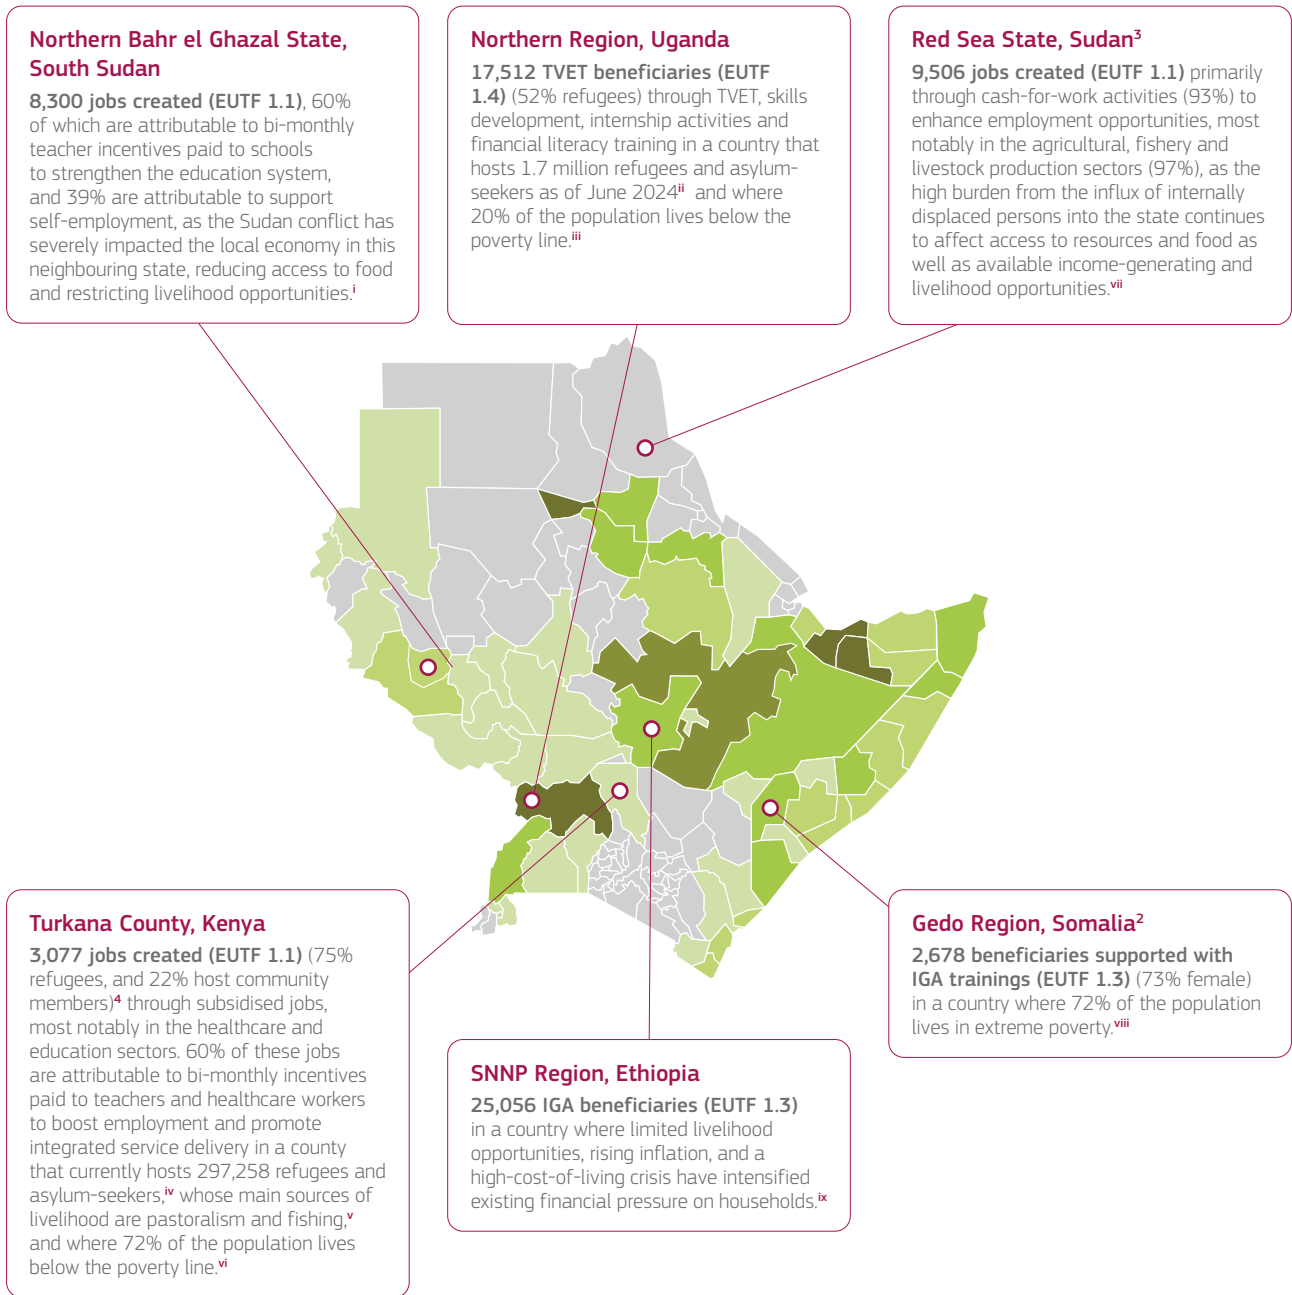 Northern Bahr el Ghazal State,
South Sudan
8,300 jobs created (EUTF 1.1), 60%
of which are attributable to bi-monthly
teacher incentives paid to schools
to strengthen the education system,
and 39% are attributable to support
self-employment, as the Sudan conflict has
severely impacted the local economy in this
neighbouring state, reducing access to food
and restricting livelihood opportunities.i
Northern Region, Uganda
17,512 TVET beneficiaries (EUTF
1.4) (52% refugees) through TVET, skills
development, internship activities and
financial literacy training in a country that
hosts 1.7 million refugees and asylum-
seekers as of June 2024ii and where
20% of the population lives below the
poverty line.iii
Red Sea State, Sudan3
9,506 jobs created (EUTF 1.1) primarily
through cash-for-work activities (93%) to
enhance employment opportunities, most
notably in the agricultural, fishery and
livestock production sectors (97%), as the
high burden from the influx of internally
displaced persons into the state continues
to affect access to resources and food as
well as available income-generating and
livelihood opportunities.vii
Turkana County, Kenya
3,077 jobs created (EUTF 1.1) (75%
refugees, and 22% host community
members)4 through subsidised jobs,
most notably in the healthcare and
education sectors. 60% of these jobs
are attributable to bi-monthly incentives
paid to teachers and healthcare workers
to boost employment and promote
integrated service delivery in a county
that currently hosts 297,258 refugees and
asylum-seekers,iv whose main sources of
livelihood are pastoralism and fishing,v
and where 72% of the population lives
below the poverty line.vi
SNNP Region, Ethiopia
25,056 IGA beneficiaries (EUTF 1.3)
in a country where limited livelihood
opportunities, rising inflation, and a
high-cost-of-living crisis have intensified
existing financial pressure on households.ix
Gedo Region, Somalia2
2,678 beneficiaries supported with
IGA trainings (EUTF 1.3) (73% female)
in a country where 72% of the population
lives in extreme poverty.viii